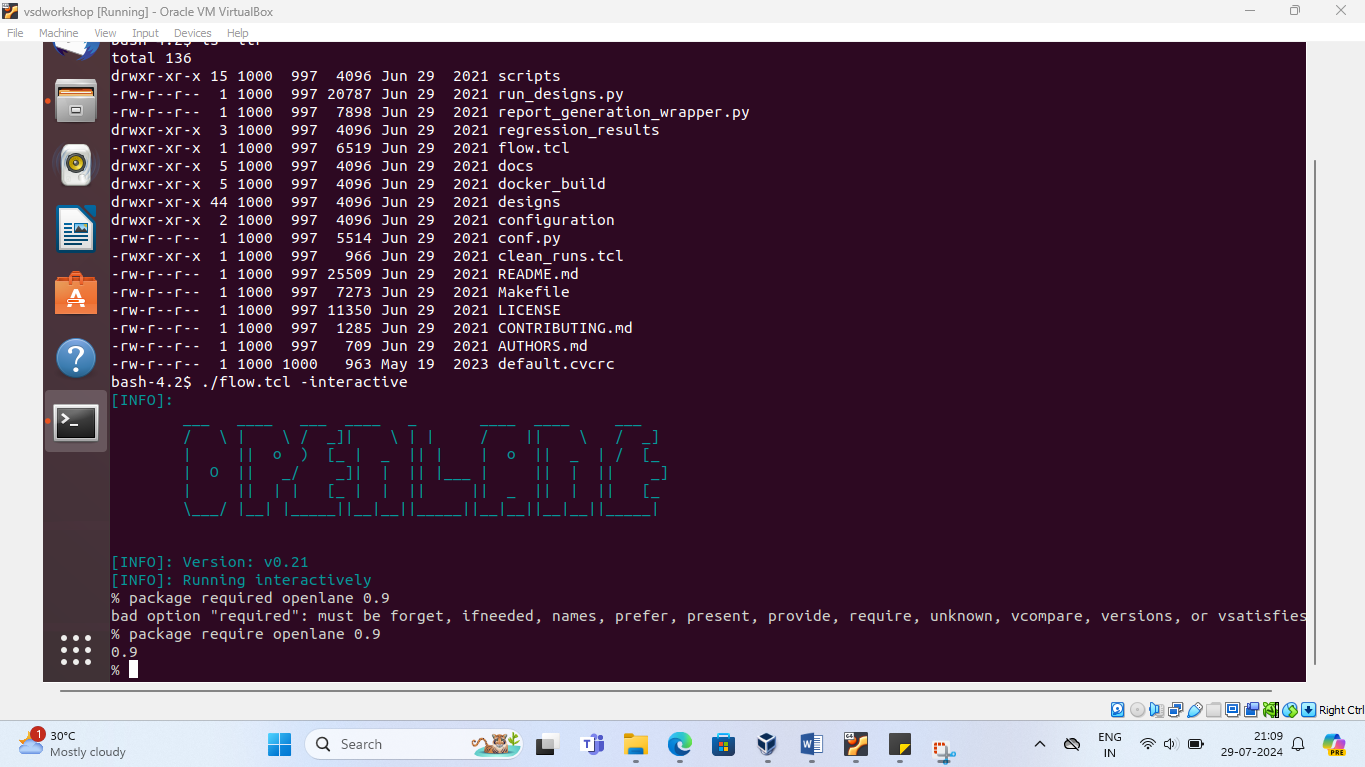 vsdworkshop [Running] - Oracle VM VirtualBox
File Machine View Input Devices Help
bash-4.2$ ls -ltr
total 136
drwxr-xr-x 15 1000  997  4096 Jun 29  2021 scripts
-rw-r--r--  1 1000  997 20787 Jun 29  2021 run_designs.py
-rw-r--r--  1 1000  997  7898 Jun 29  2021 report_generation_wrapper.py
drwxr-xr-x  3 1000  997  4096 Jun 29  2021 regression_results
-rwxr-xr-x  1 1000  997  6519 Jun 29  2021 flow.tcl
drwxr-xr-x  5 1000  997  4096 Jun 29  2021 docs
drwxr-xr-x  5 1000  997  4096 Jun 29  2021 docker_build
drwxr-xr-x 44 1000  997  4096 Jun 29  2021 designs
drwxr-xr-x  2 1000  997  4096 Jun 29  2021 configuration
-rw-r--r--  1 1000  997  5514 Jun 29  2021 conf.py
-rwxr-xr-x  1 1000  997   966 Jun 29  2021 clean_runs.tcl
-rw-r--r--  1 1000  997 25509 Jun 29  2021 README.md
-rw-r--r--  1 1000  997  7273 Jun 29  2021 Makefile
-rw-r--r--  1 1000  997 11350 Jun 29  2021 LICENSE
-rw-r--r--  1 1000  997  1285 Jun 29  2021 CONTRIBUTING.md
-rw-r--r--  1 1000  997   709 Jun 29  2021 AUTHORS.md
-rw-r--r--  1 1000 1000   963 May 19  2023 default.cvcrc
bash-4.2$ ./flow.tcl -interactive
[INFO]:
OPENLANE
[INFO]: Version: v0.21
[INFO]: Running interactively
% package required openlane 0.9
bad option "required": must be forget, ifneeded, names, prefer, present, provide, require, unknown, vcompare, versions, or vsatisfies
% package require openlane 0.9
0.9
%
Right Ctrl
1
30°C
Mostly cloudy
Search
ENG
IN
21:09
29-07-2024
PRE